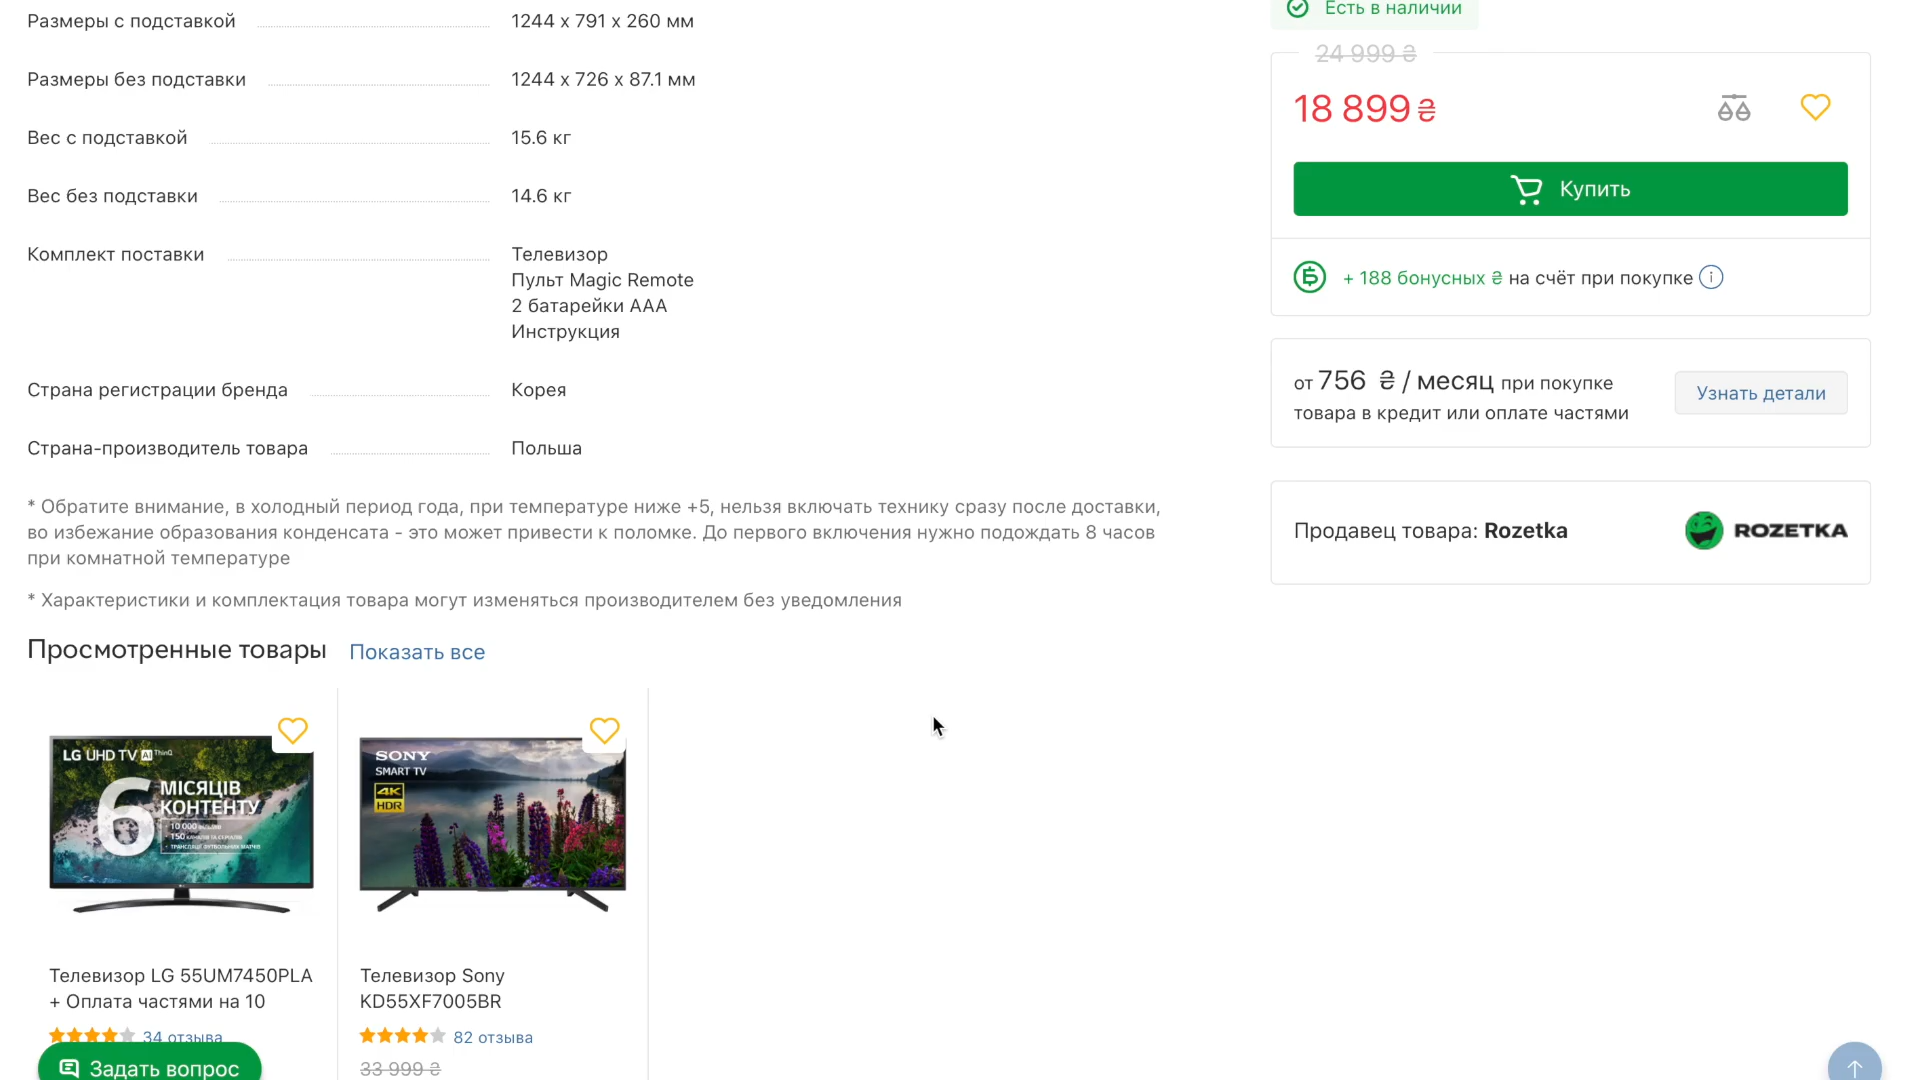 Размеры с подставкой 1244 x 791 x 260 мм
Размеры без подставки 1244 x 726 x 87.1 мм
Вес с подставкой 15.6 кг
Вес без подставки 14.6 кг
Комплект поставки Телевизор
Пульт Magic Remote
2 батарейки AAA
Инструкция
Страна регистрации бренда Корея
Страна-производитель товара Польша
* Обратите внимание, в холодный период года, при температуре ниже +5, нельзя включать технику сразу после доставки,
во избежание образования конденсата - это может привести к поломке. До первого включения нужно подождать 8 часов
при комнатной температуре
* Характеристики и комплектация товара могут изменяться производителем без уведомления
Есть в наличии
24 999 ₴
18 899 ₴
Купить
+ 188 бонусных ₴ на счёт при покупке
от 756 ₴ / месяц при покупке
товара в кредит или оплате частями
Узнать детали
Продавец товара: Rozetka
ROZETKA
Просмотренные товары Показать все
LG UHD TV AI ThinQ
6 МІСЯЦІВ
КОНТЕНТУ
Телевизор LG 55UM7450PLA
+ Оплата частями на 10
34 отзыва
SONY
SMART TV
4K
HDR
Телевизор Sony
KD55XF7005BR
82 отзыва
33 999 ₴
Задать вопрос